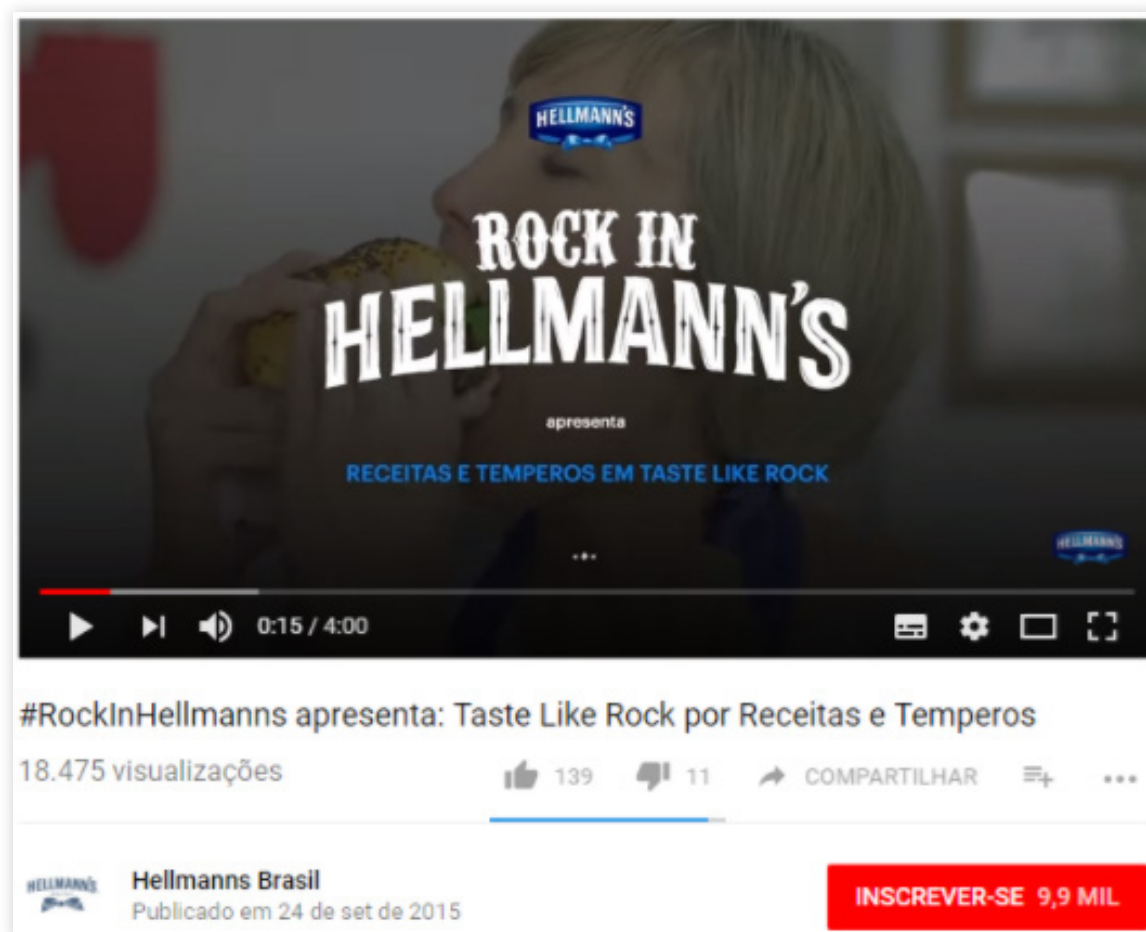 HELLMANN'S
ROCK IN
HELLMANN'S
apresenta
RECEITAS E TEMPEROS EM TASTE LIKE ROCK
HELLMANN'S
0:15 / 4:00
#RockInHellmanns apresenta: Taste Like Rock por Receitas e Temperos
18.475 visualizações 139 11 COMPARTILHAR
HELLMANN'S
Hellmanns Brasil
Publicado em 24 de set de 2015
INSCREVER-SE 9,9 MIL